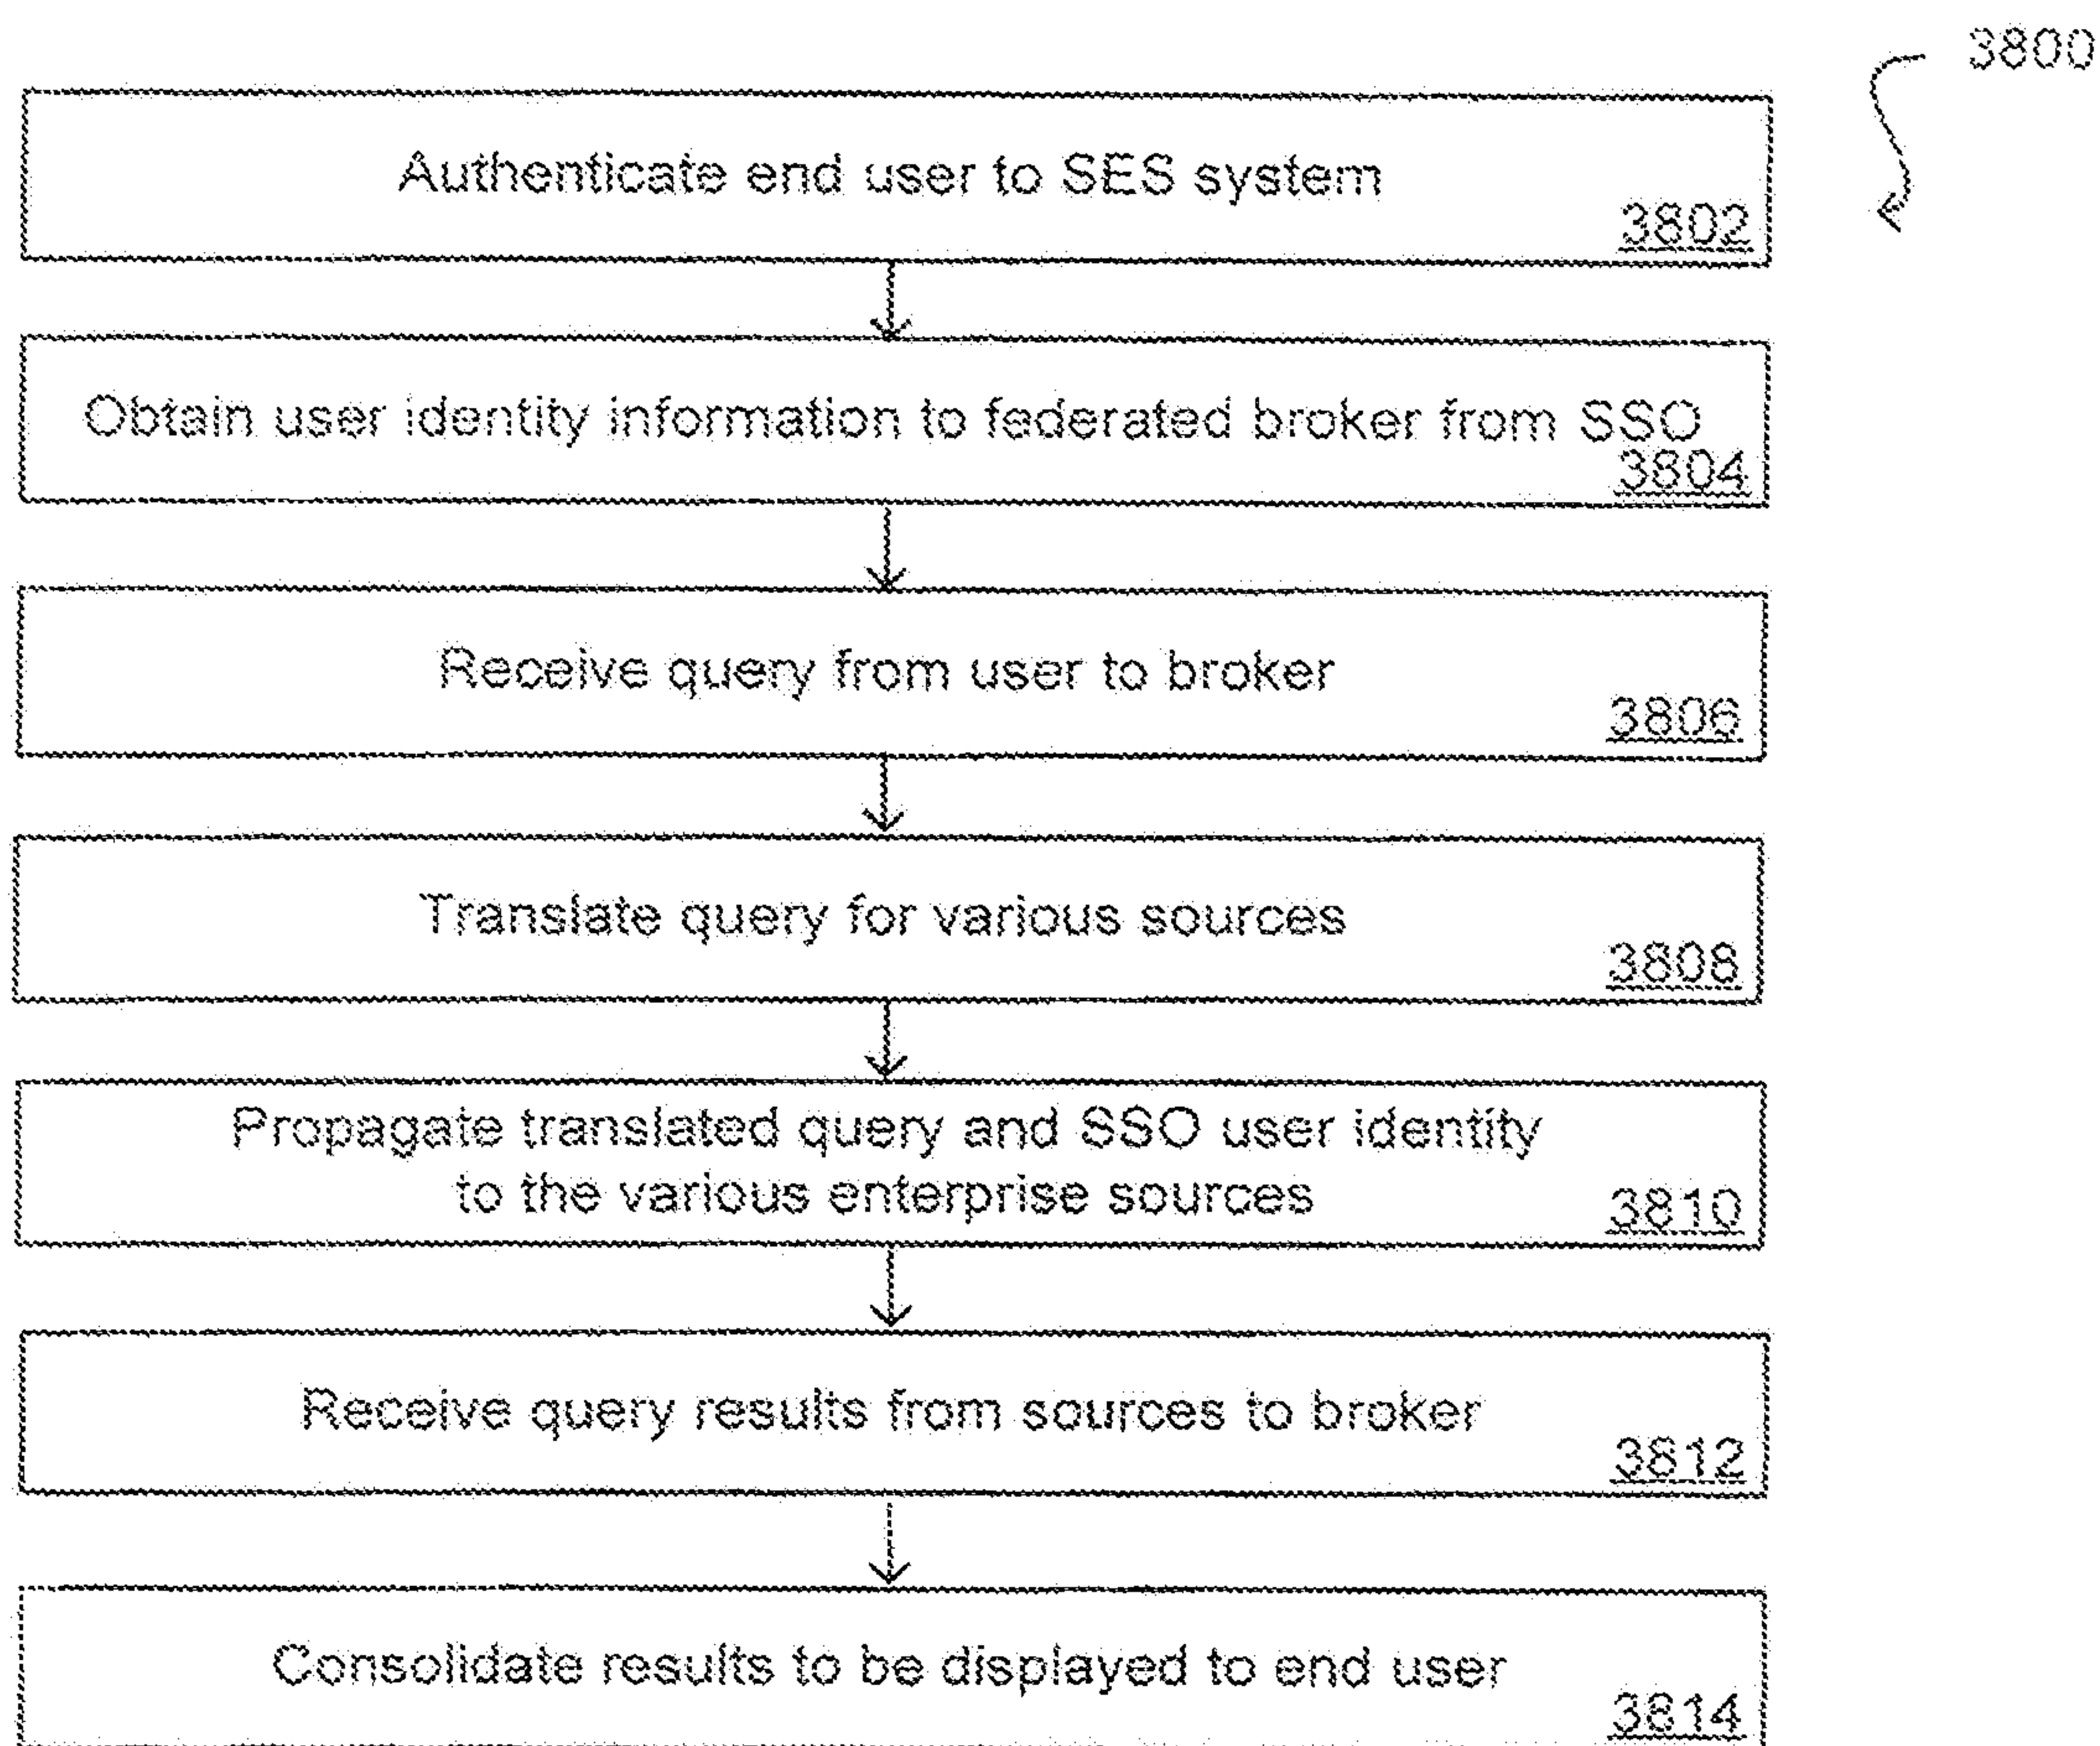 3800
Authenticate end user to SES system
3802
Obtain user identity information to federated broker from SSO
3804
Receive query from user to broker
3806
Translate query for various sources
3808
Propagate translated query and SSO user identity
to the various enterprise sources
3810
Receive query results from sources to broker
3812
Consolidate results to be displayed to end user
3814